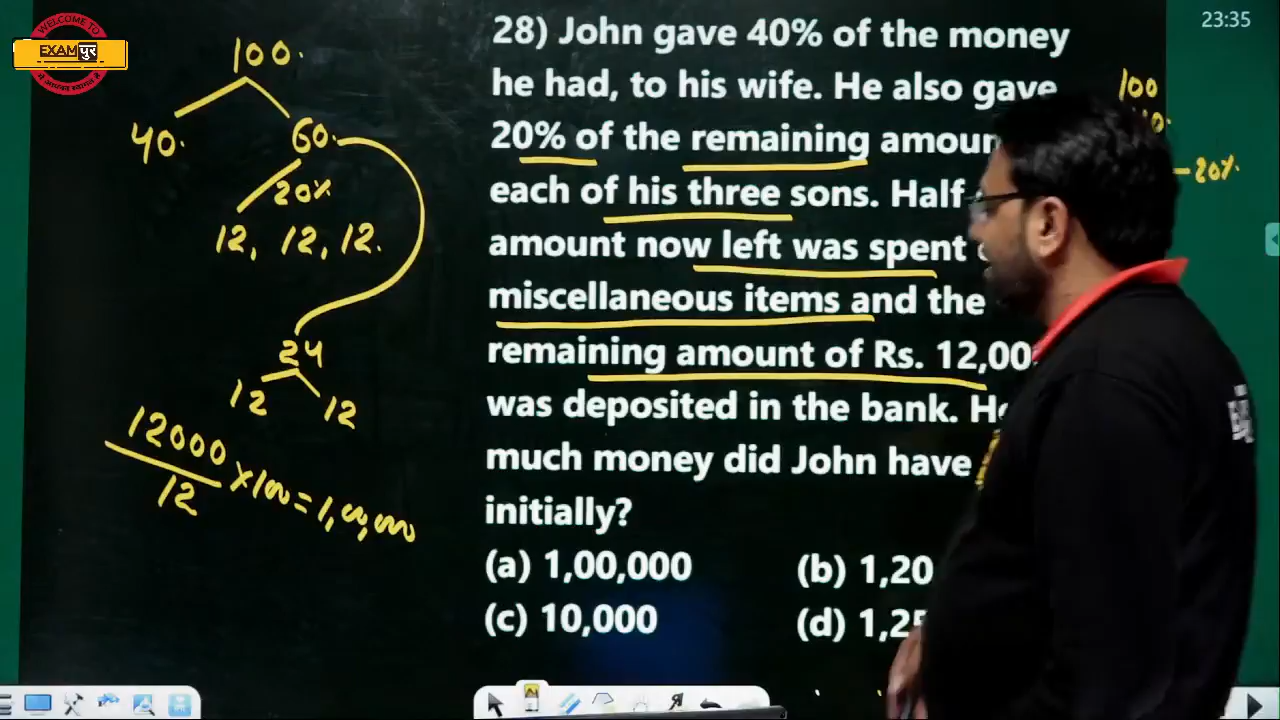 WELCOME TO
EXAMपुर
23:35
28) John gave 40% of the money
he had, to his wife. He also gave
20% of the remaining
each of his three sons. Half
amount now left was spent
miscellaneous items and the
remaining amount of Rs. 12,00
was deposited in the bank.
much money did John have
initially?
(a) 1,00,000
(b) 1,20
(c) 10,000
(d) 1,25
100.
40.
60.
20%
12, 12, 12.
24
12
12
12000
12
×100 = 1,00,000
100
20%.